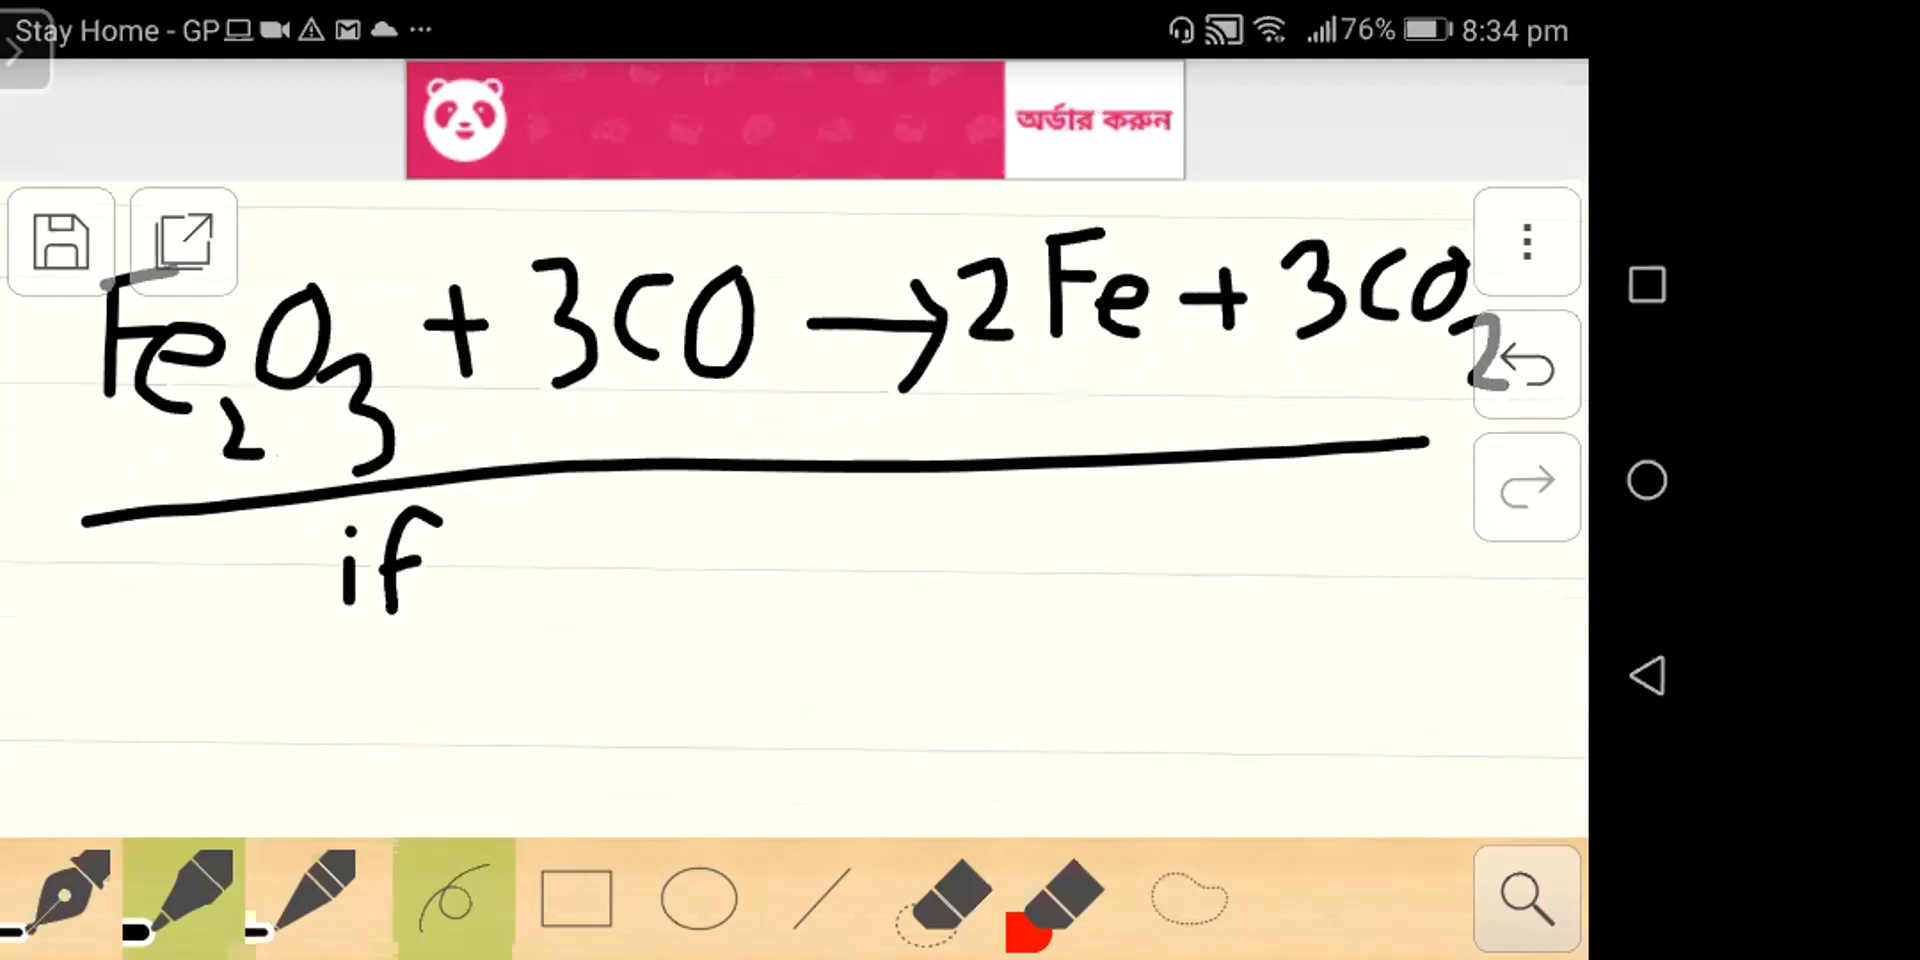 Stay Home - GP ... 76% 8:34 pm
অর্ডার করুন
Fe₂O₃ + 3CO → 2Fe + 3CO₂
if